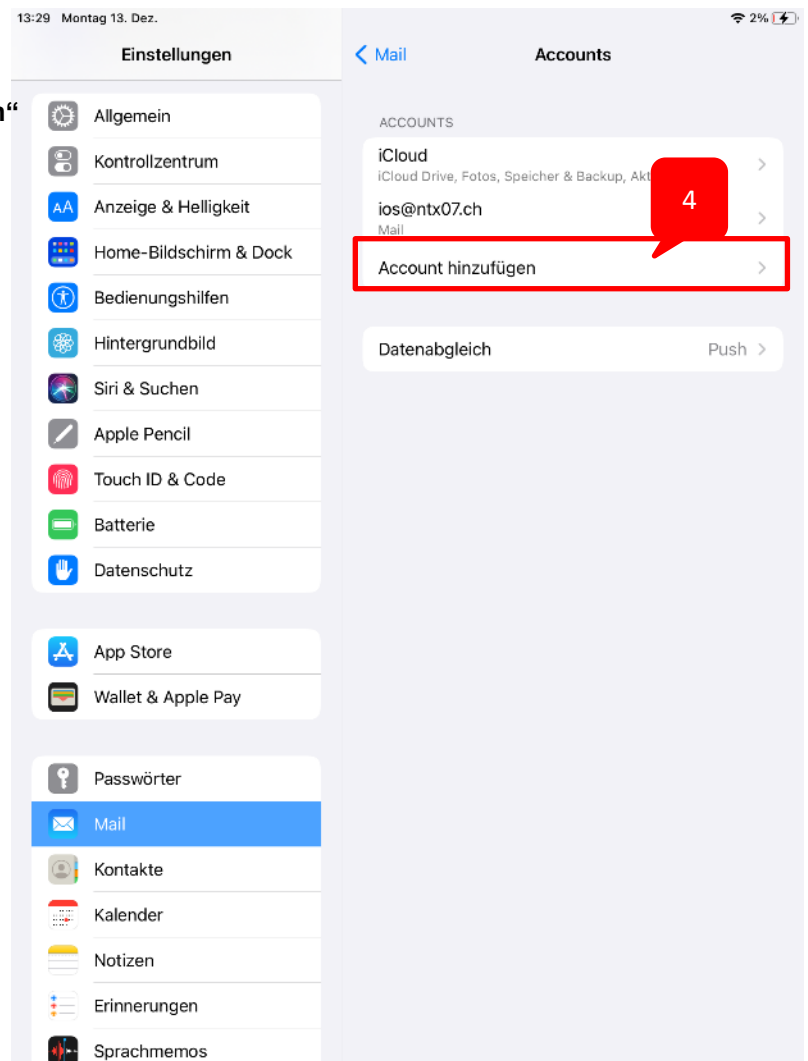 13:29 Montag 13. Dez.
2%
Einstellungen
n“
Allgemein
Kontrollzentrum
AA
Anzeige & Helligkeit
Home-Bildschirm & Dock
Bedienungshilfen
Hintergrundbild
Siri & Suchen
Apple Pencil
Touch ID & Code
Batterie
Datenschutz
App Store
Wallet & Apple Pay
Passwörter
Mail
Kontakte
Kalender
Notizen
Erinnerungen
Sprachmemos
Mail
Accounts
ACCOUNTS
iCloud
iCloud Drive, Fotos, Speicher & Backup, Akt
4
ios@ntx07.ch
Mail
Account hinzufügen
Datenabgleich Push